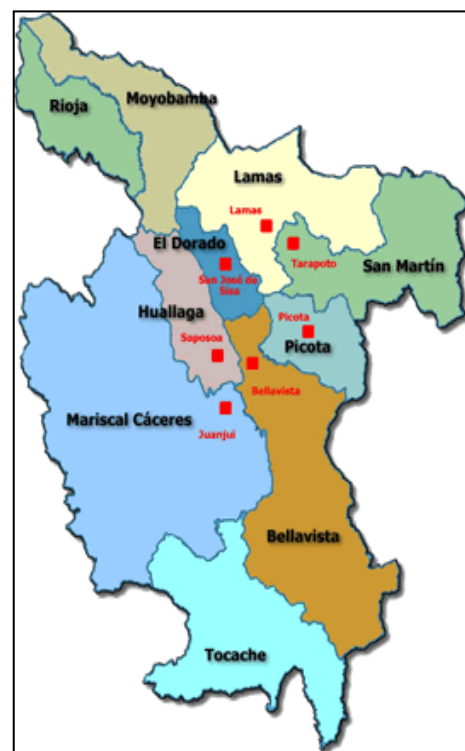 Moyobamba
Rioja
Lamas
Lamas
El Dorado
Tarapoto
San Martín
San José de
Sisa
Huallaga
Picota
Saposoa
Picota
Bellavista
Mariscal Cáceres
Juanjui
Bellavista
Tocache